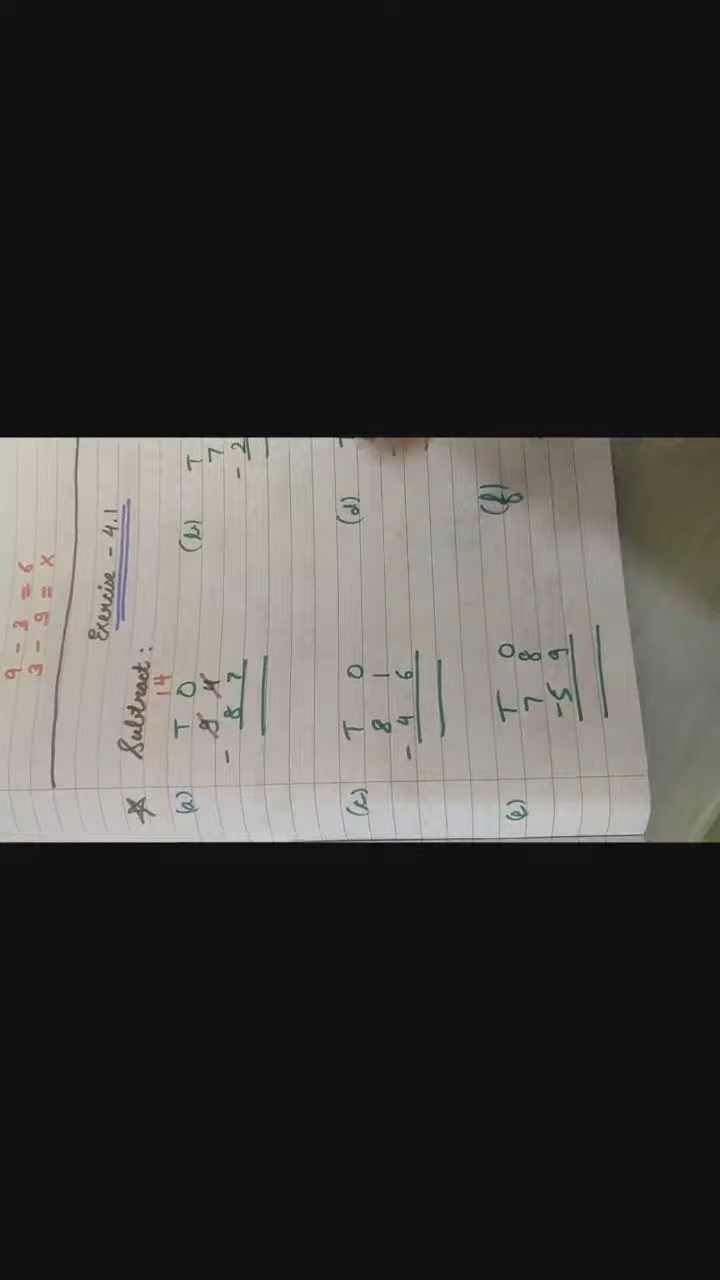 9 - 3 = 6
3 - 9 = x
Exercise - 4.1
Subtract:
14
(a) T O (b) T
9 4 7
- 8 7 - 2
(c) T O (d) T
8 1
- 4 6 -
(e) T O (f)
7 8
- 5 9